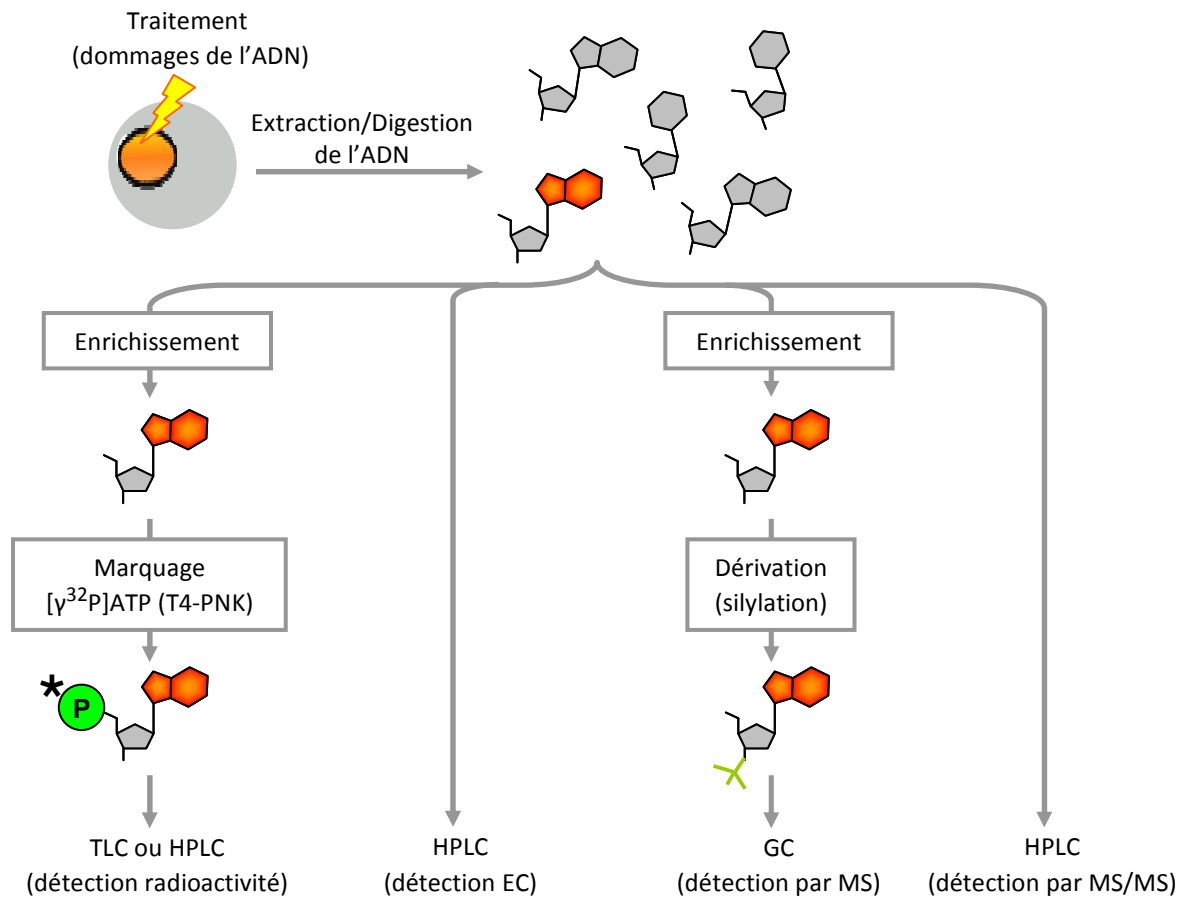 Traitement
(dommages de l’ADN)
Extraction/Digestion
de l’ADN
Enrichissement
Enrichissement
Marquage
[γ³²P]ATP (T4-PNK)
Dérivation
(silylation)
*
P
TLC ou HPLC
(détection radioactivité)
HPLC
(détection EC)
GC
(détection par MS)
HPLC
(détection par MS/MS)